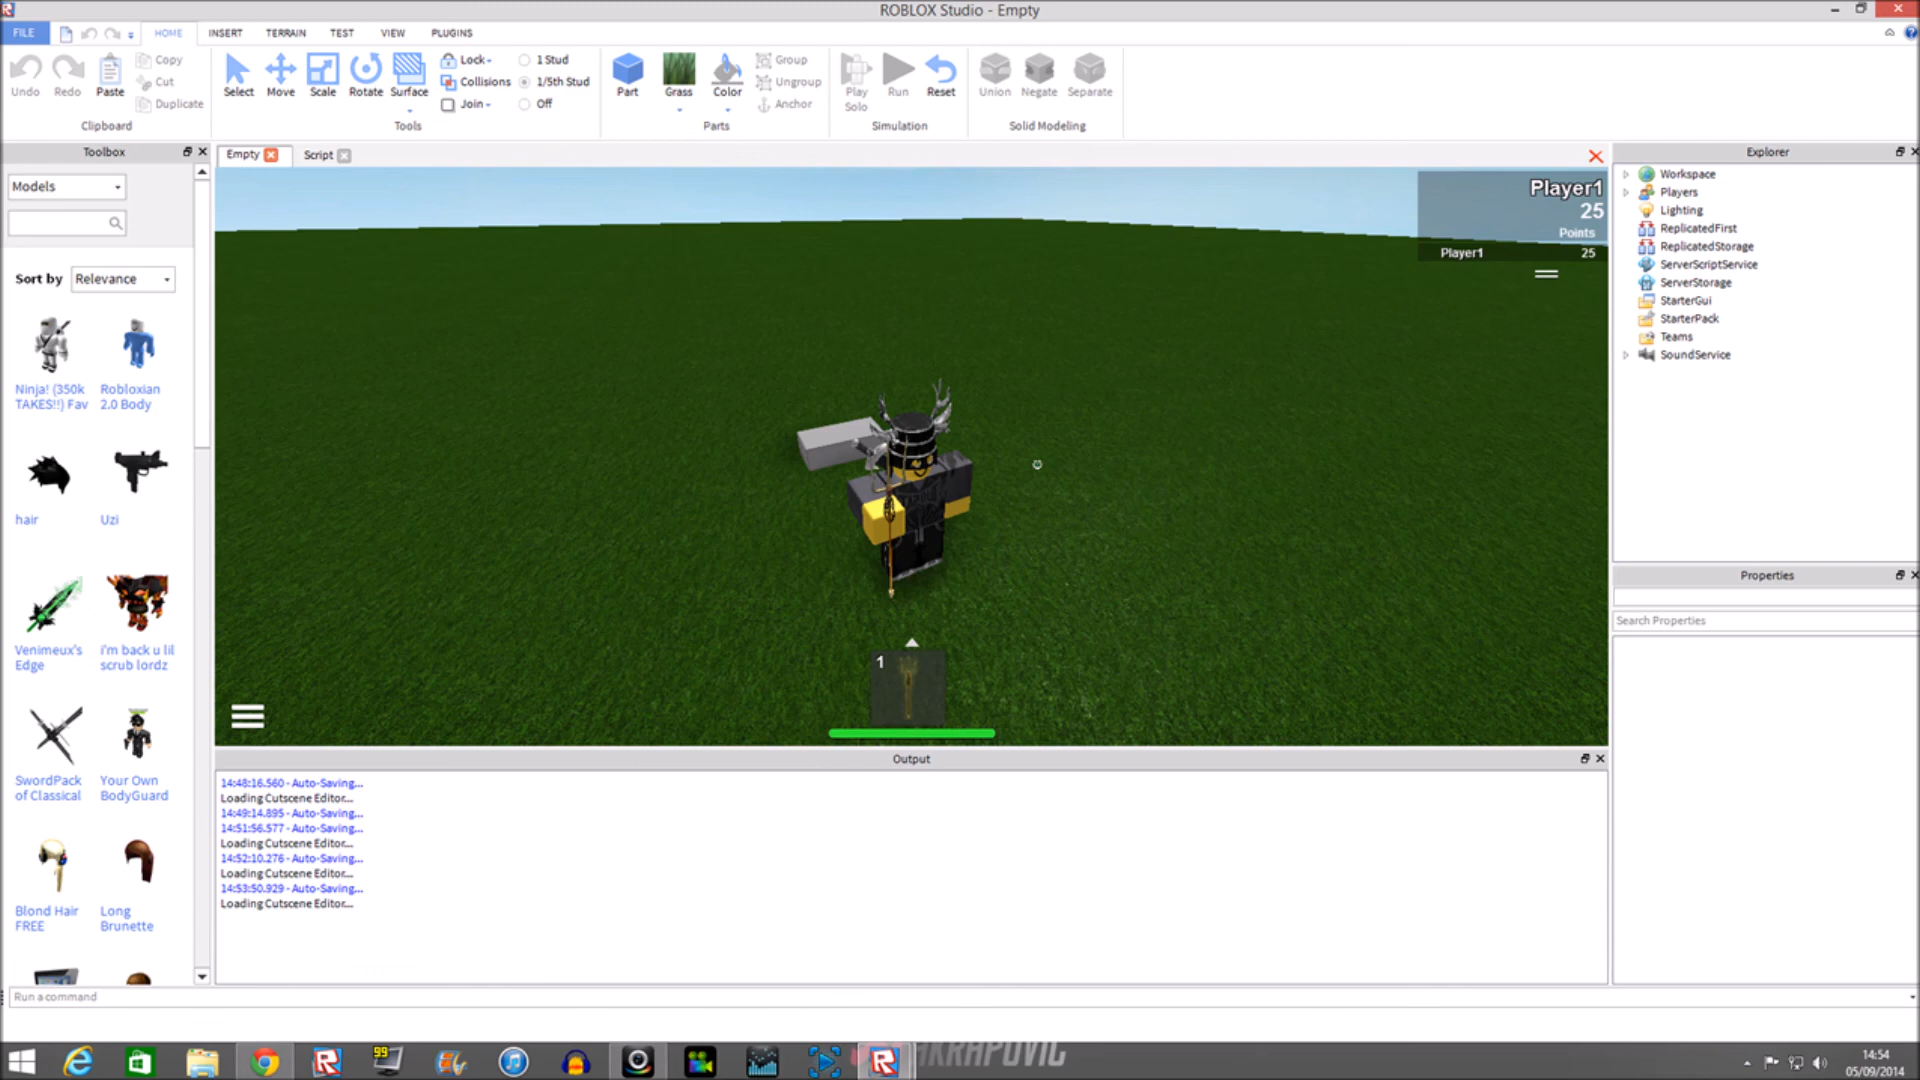 ROBLOX Studio - Empty
FILE HOME INSERT TERRAIN TEST VIEW PLUGINS
Undo Redo Paste Copy Cut Duplicate
Clipboard
Select Move Scale Rotate Surface
Lock Collisions Join
1 Stud
1/5th Stud
Off
Tools
Part Grass Color
Group
Ungroup
Anchor
Parts
Play Solo Run Reset
Simulation
Union Negate Separate
Solid Modeling
Toolbox
Models
Sort by Relevance
Ninja! (350k TAKES!!) Fav
Robloxian 2.0 Body
hair
Uzi
Venimeux's Edge
i'm back u lil scrub lordz
SwordPack of Classical
Your Own BodyGuard
Blond Hair FREE
Long Brunette
Empty Script
Player1
25
Points
Player1 25
1
Output
14:48:16.560 - Auto-Saving...
Loading Cutscene Editor...
14:49:14.895 - Auto-Saving...
14:51:56.577 - Auto-Saving...
Loading Cutscene Editor...
14:52:10.276 - Auto-Saving...
Loading Cutscene Editor...
14:53:50.929 - Auto-Saving...
Loading Cutscene Editor...
Explorer
Workspace
Players
Lighting
ReplicatedFirst
ReplicatedStorage
ServerScriptService
ServerStorage
StarterGui
StarterPack
Teams
SoundService
Properties
Search Properties
Run a command
99
AKRAPOVIC
14:54
05/09/2014